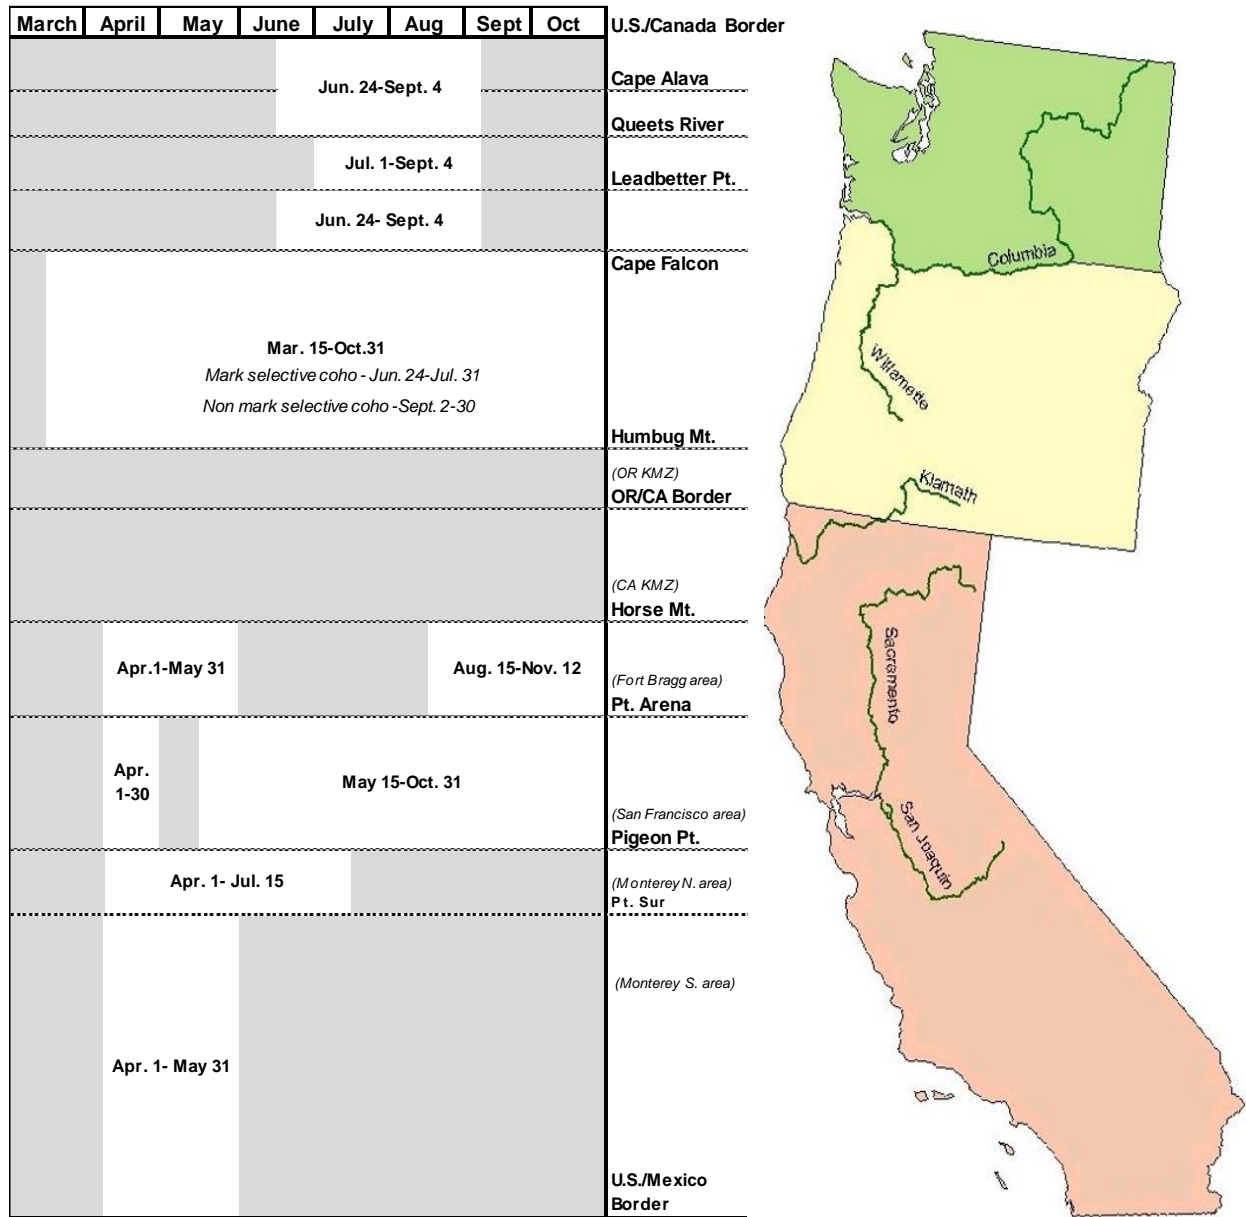 March April May June July Aug Sept Oct
U.S./Canada Border
Jun. 24-Sept. 4
Cape Alava
Queets River
Jul. 1-Sept. 4
Leadbetter Pt.
Jun. 24- Sept. 4
Cape Falcon
Mar. 15-Oct.31
Mark selective coho - Jun. 24-Jul. 31
Non mark selective coho -Sept. 2-30
Humbug Mt.
(OR KMZ)
OR/CA Border
(CA KMZ)
Horse Mt.
Apr.1-May 31
Aug. 15-Nov. 12
(Fort Bragg area)
Pt. Arena
Apr.
1-30
May 15-Oct. 31
(San Francisco area)
Pigeon Pt.
Apr. 1- Jul. 15
(Monterey N. area)
Pt. Sur
(Monterey S. area)
Apr. 1- May 31
U.S./Mexico
Border
Columbia
Willamette
Klamath
Sacramento
San Joaquin